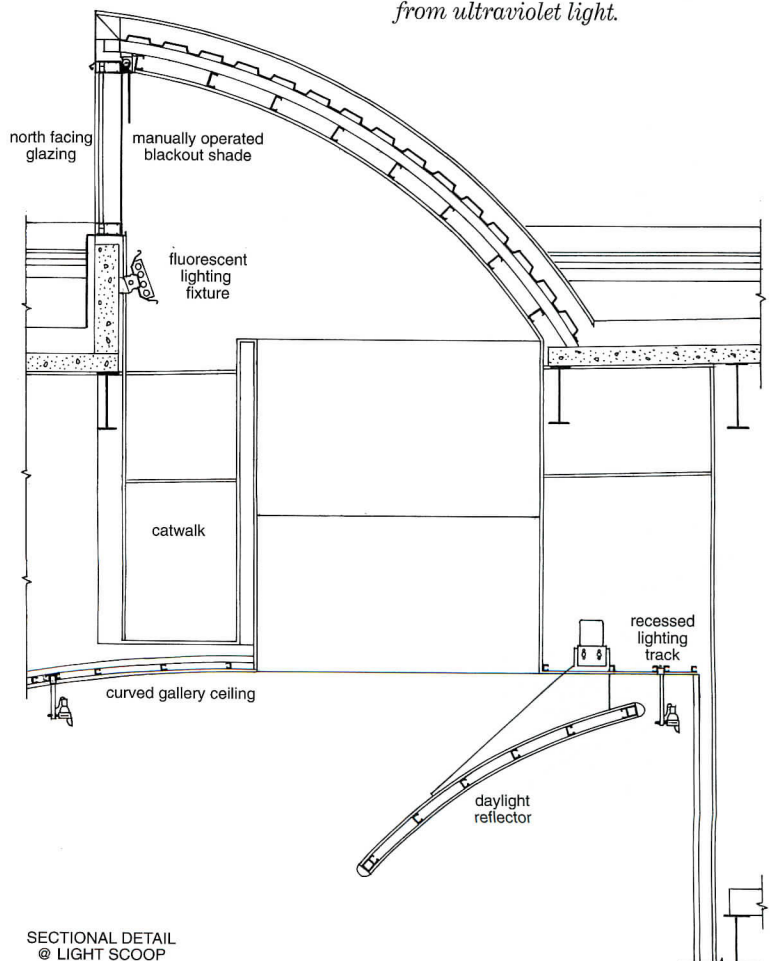 from ultraviolet light.
north facing
glazing
manually operated
blackout shade
fluorescent
lighting
fixture
catwalk
recessed
lighting
track
curved gallery ceiling
daylight
reflector
SECTIONAL DETAIL
@ LIGHT SCOOP